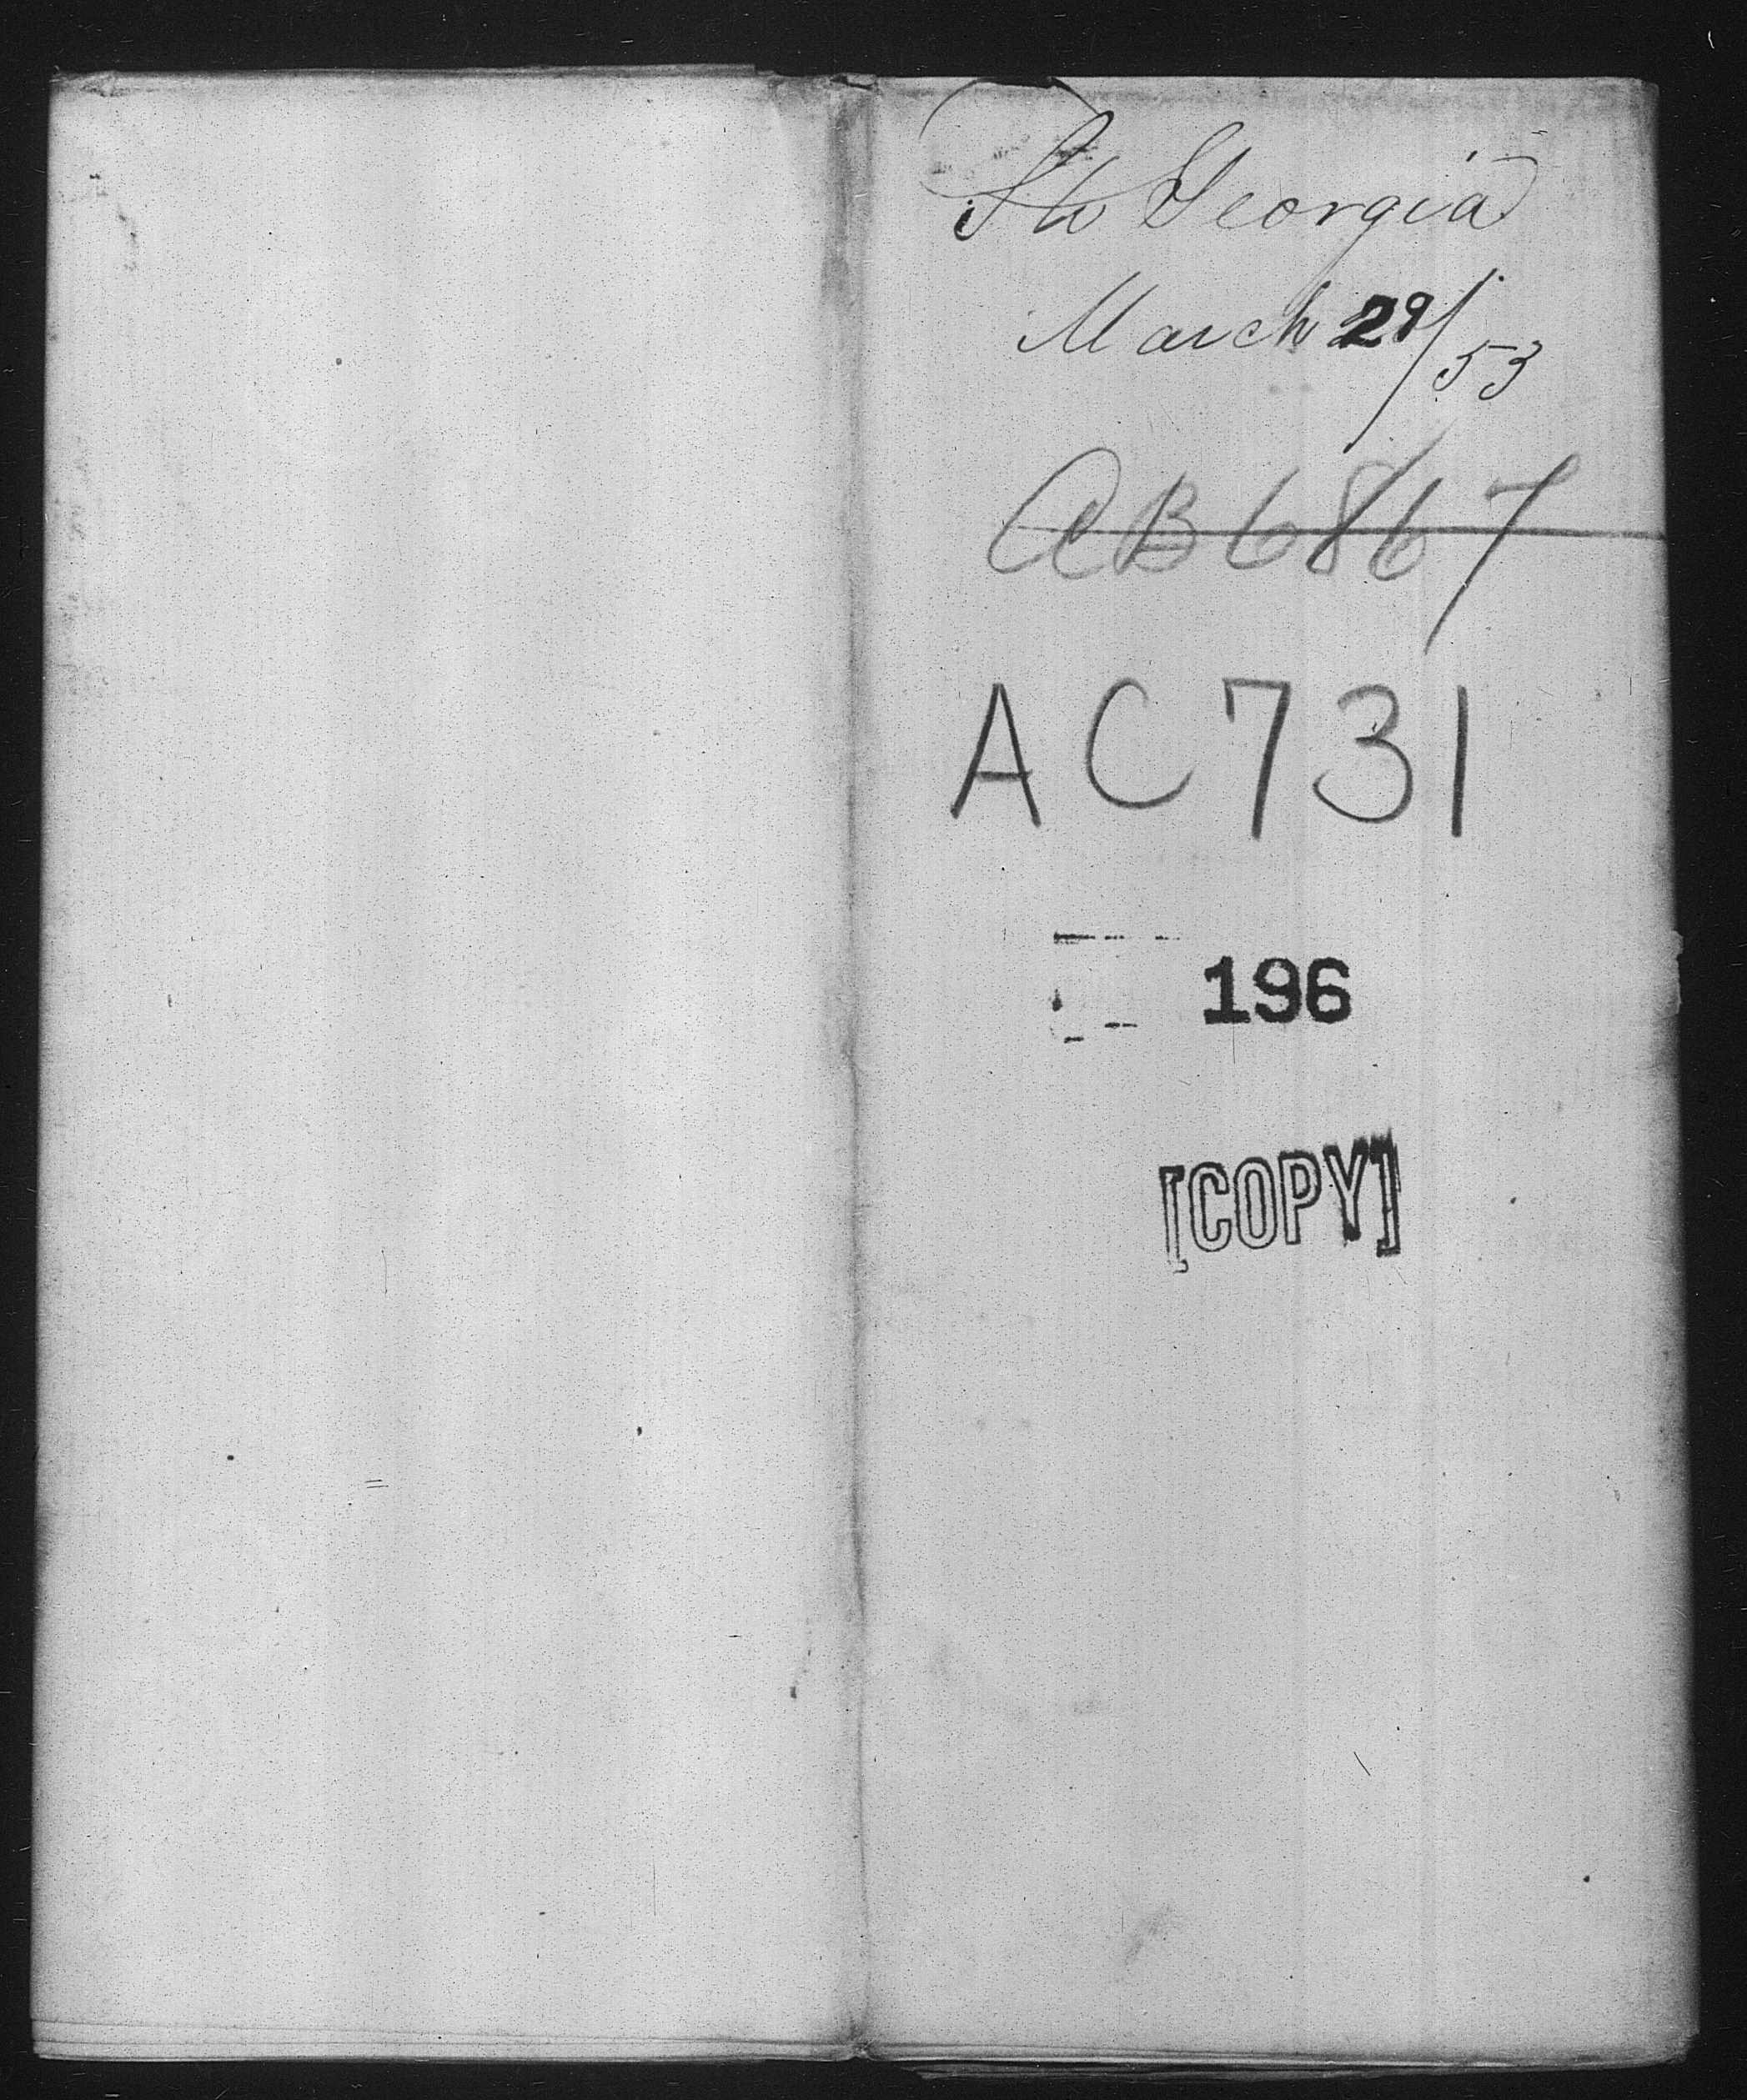 Str Georgia
March 29/53
AB6867
AC731
196
[COPY]